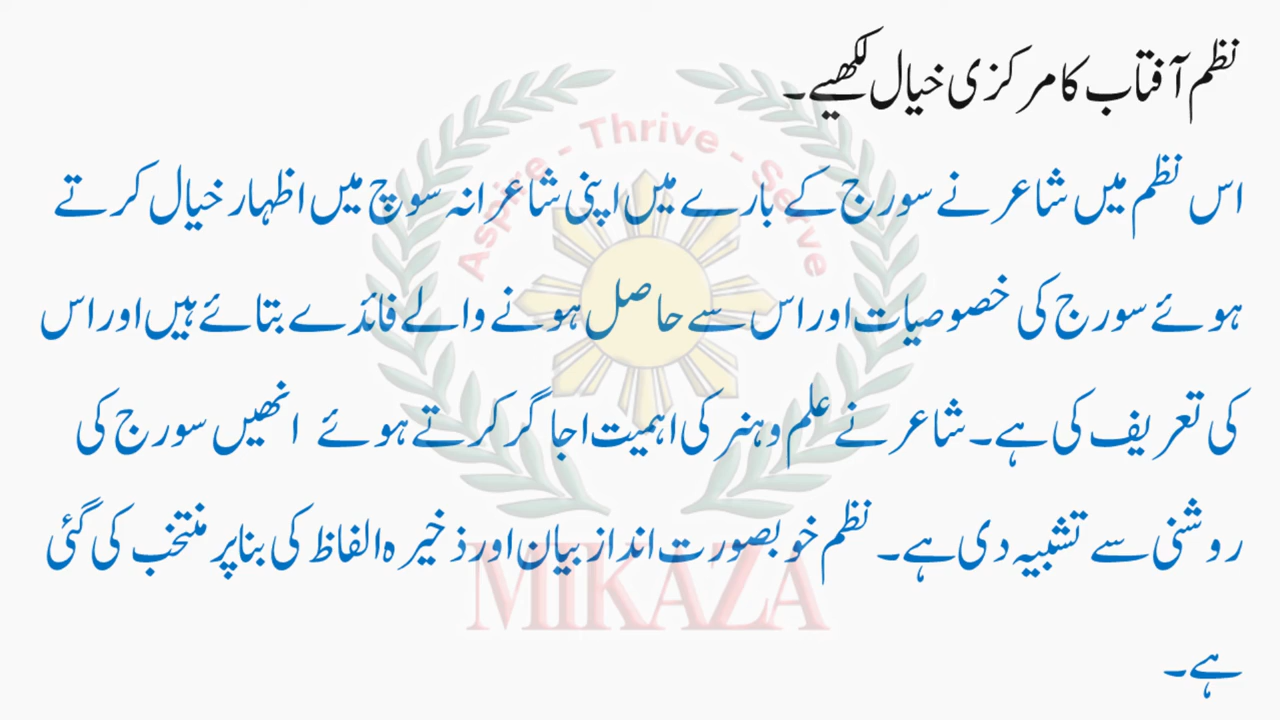 نظم آفتاب کا مرکزی خیال لکھیے۔
اس نظم میں شاعر نے سورج کے بارے میں اپنی شاعرانہ سوچ میں اظہار خیال کرتے
ہوئے سورج کی خصوصیات اور اس سے حاصل ہونے والے فائدے بتائے ہیں اور اس
کی تعریف کی ہے۔ شاعر نے علم و ہنر کی اہمیت اجاگر کرتے ہوئے انھیں سورج کی
روشنی سے تشبیہ دی ہے۔ نظم خوبصورت انداز بیان اور ذخیرہ الفاظ کی بنا پر منتخب کی گئی
ہے۔
Aspire - Thrive - Serve
MIKAZA